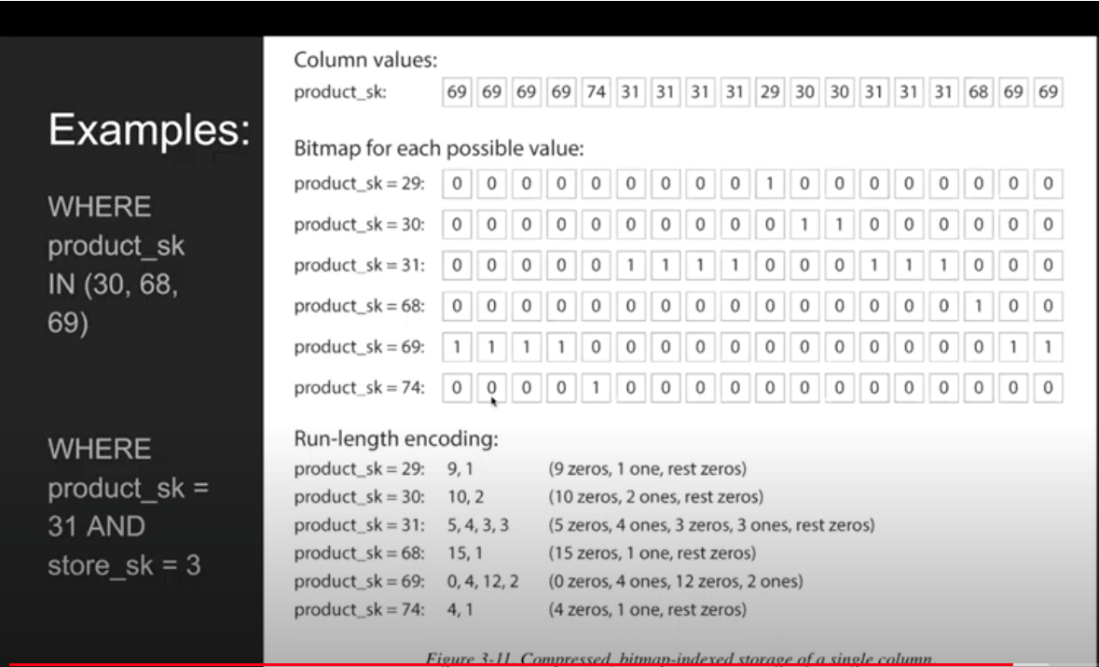 Examples:
WHERE
product_sk
IN (30, 68,
69)
WHERE
product_sk =
31 AND
store_sk = 3
Column values:
product_sk: 69 69 69 69 74 31 31 31 31 29 30 30 31 31 31 68 69 69
Bitmap for each possible value:
product_sk = 29: 0 0 0 0 0 0 0 0 0 1 0 0 0 0 0 0 0 0
product_sk = 30: 0 0 0 0 0 0 0 0 0 0 1 1 0 0 0 0 0 0
product_sk = 31: 0 0 0 0 0 1 1 1 1 0 0 0 1 1 1 0 0 0
product_sk = 68: 0 0 0 0 0 0 0 0 0 0 0 0 0 0 0 1 0 0
product_sk = 69: 1 1 1 1 0 0 0 0 0 0 0 0 0 0 0 0 1 1
product_sk = 74: 0 0 0 0 1 0 0 0 0 0 0 0 0 0 0 0 0 0
Run-length encoding:
product_sk = 29: 9, 1 (9 zeros, 1 one, rest zeros)
product_sk = 30: 10, 2 (10 zeros, 2 ones, rest zeros)
product_sk = 31: 5, 4, 3, 3 (5 zeros, 4 ones, 3 zeros, 3 ones, rest zeros)
product_sk = 68: 15, 1 (15 zeros, 1 one, rest zeros)
product_sk = 69: 0, 4, 12, 2 (0 zeros, 4 ones, 12 zeros, 2 ones)
product_sk = 74: 4, 1 (4 zeros, 1 one, rest zeros)
Figure 3-11. Compressed, bitmap-indexed storage of a single column